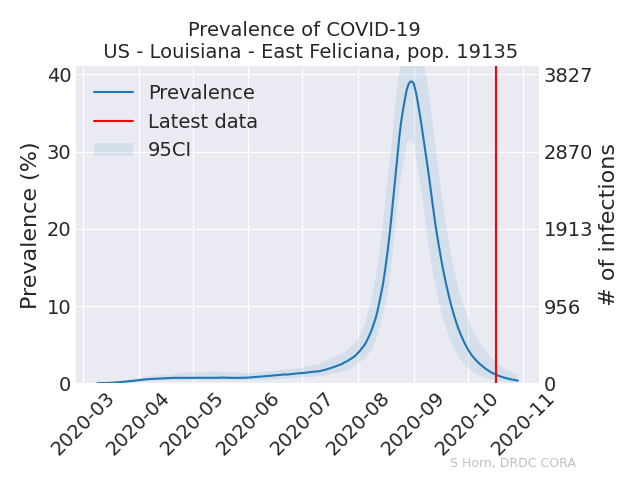 Prevalence of COVID-19
US - Louisiana - East Feliciana, pop. 19135
Prevalence
Latest data
95CI
Prevalence (%)
40
30
20
10
0
3827
2870
1913
956
0
# of infections
2020-03
2020-04
2020-05
2020-06
2020-07
2020-08
2020-09
2020-10
2020-11
S Horn, DRDC CORA